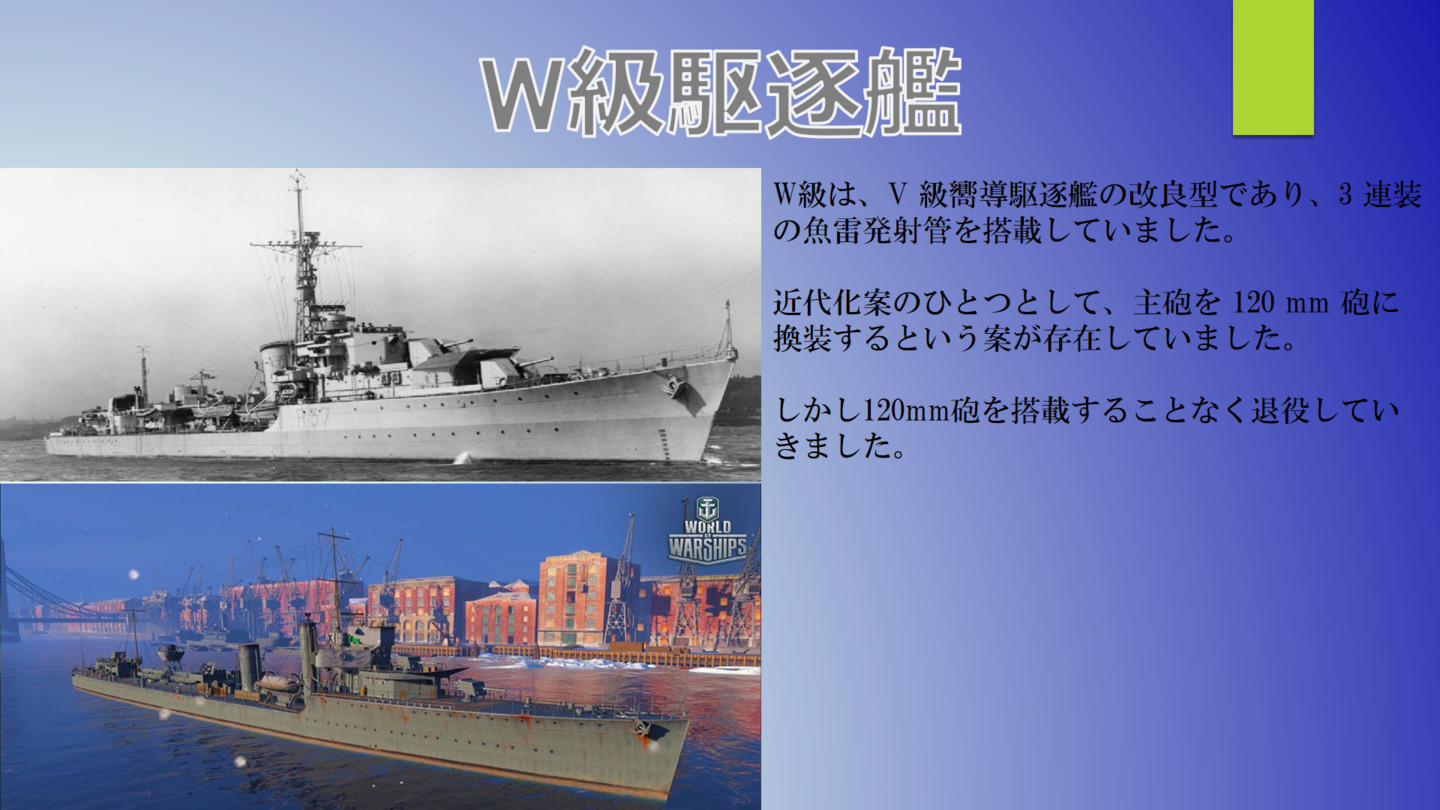 W級駆逐艦
W級は、V 級嚮導駆逐艦の改良型であり、3 連装
の魚雷発射管を搭載していました。
近代化案のひとつとして、主砲を 120 mm 砲に
換装するという案が存在していました。
しかし120mm砲を搭載することなく退役してい
きました。
R37
WORLD
OF
WARSHIPS